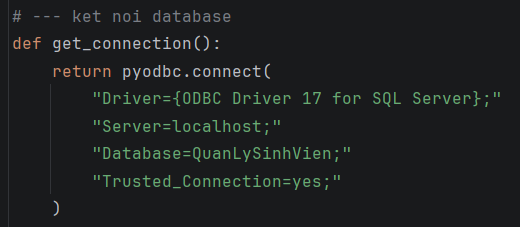 # --- ket noi database
def get_connection():
    return pyodbc.connect(
        "Driver={ODBC Driver 17 for SQL Server};"
        "Server=localhost;"
        "Database=QuanLySinhVien;"
        "Trusted_Connection=yes;"
    )